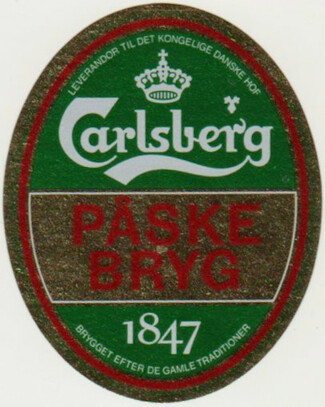 LEVERANDØR TIL DET KONGELIGE DANSKE HOF
Carlsberg
PÅSKE
BRYG
1847
BRYGGET EFTER DE GAMLE TRADITIONER